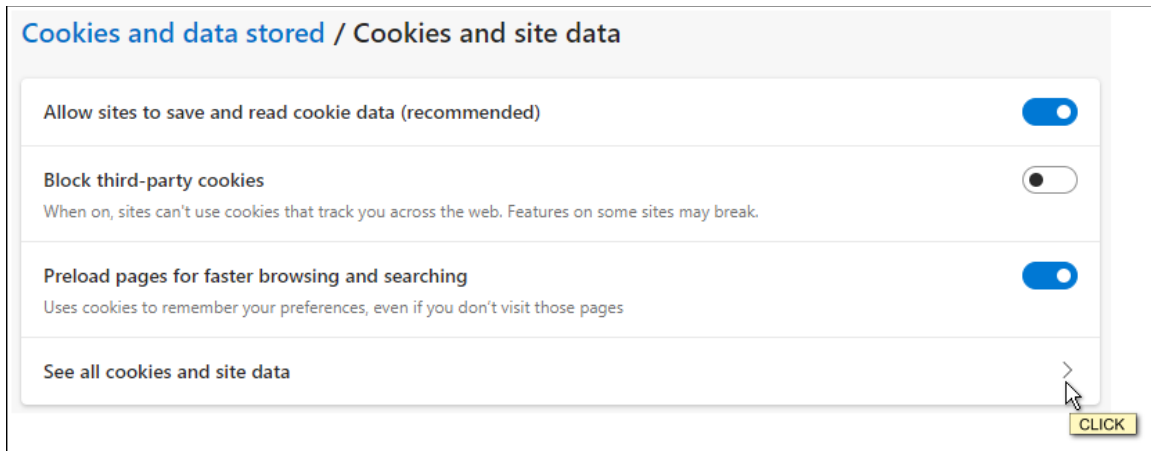 Cookies and data stored / Cookies and site data
Allow sites to save and read cookie data (recommended)
Block third-party cookies
When on, sites can't use cookies that track you across the web. Features on some sites may break.
Preload pages for faster browsing and searching
Uses cookies to remember your preferences, even if you don't visit those pages
See all cookies and site data
CLICK